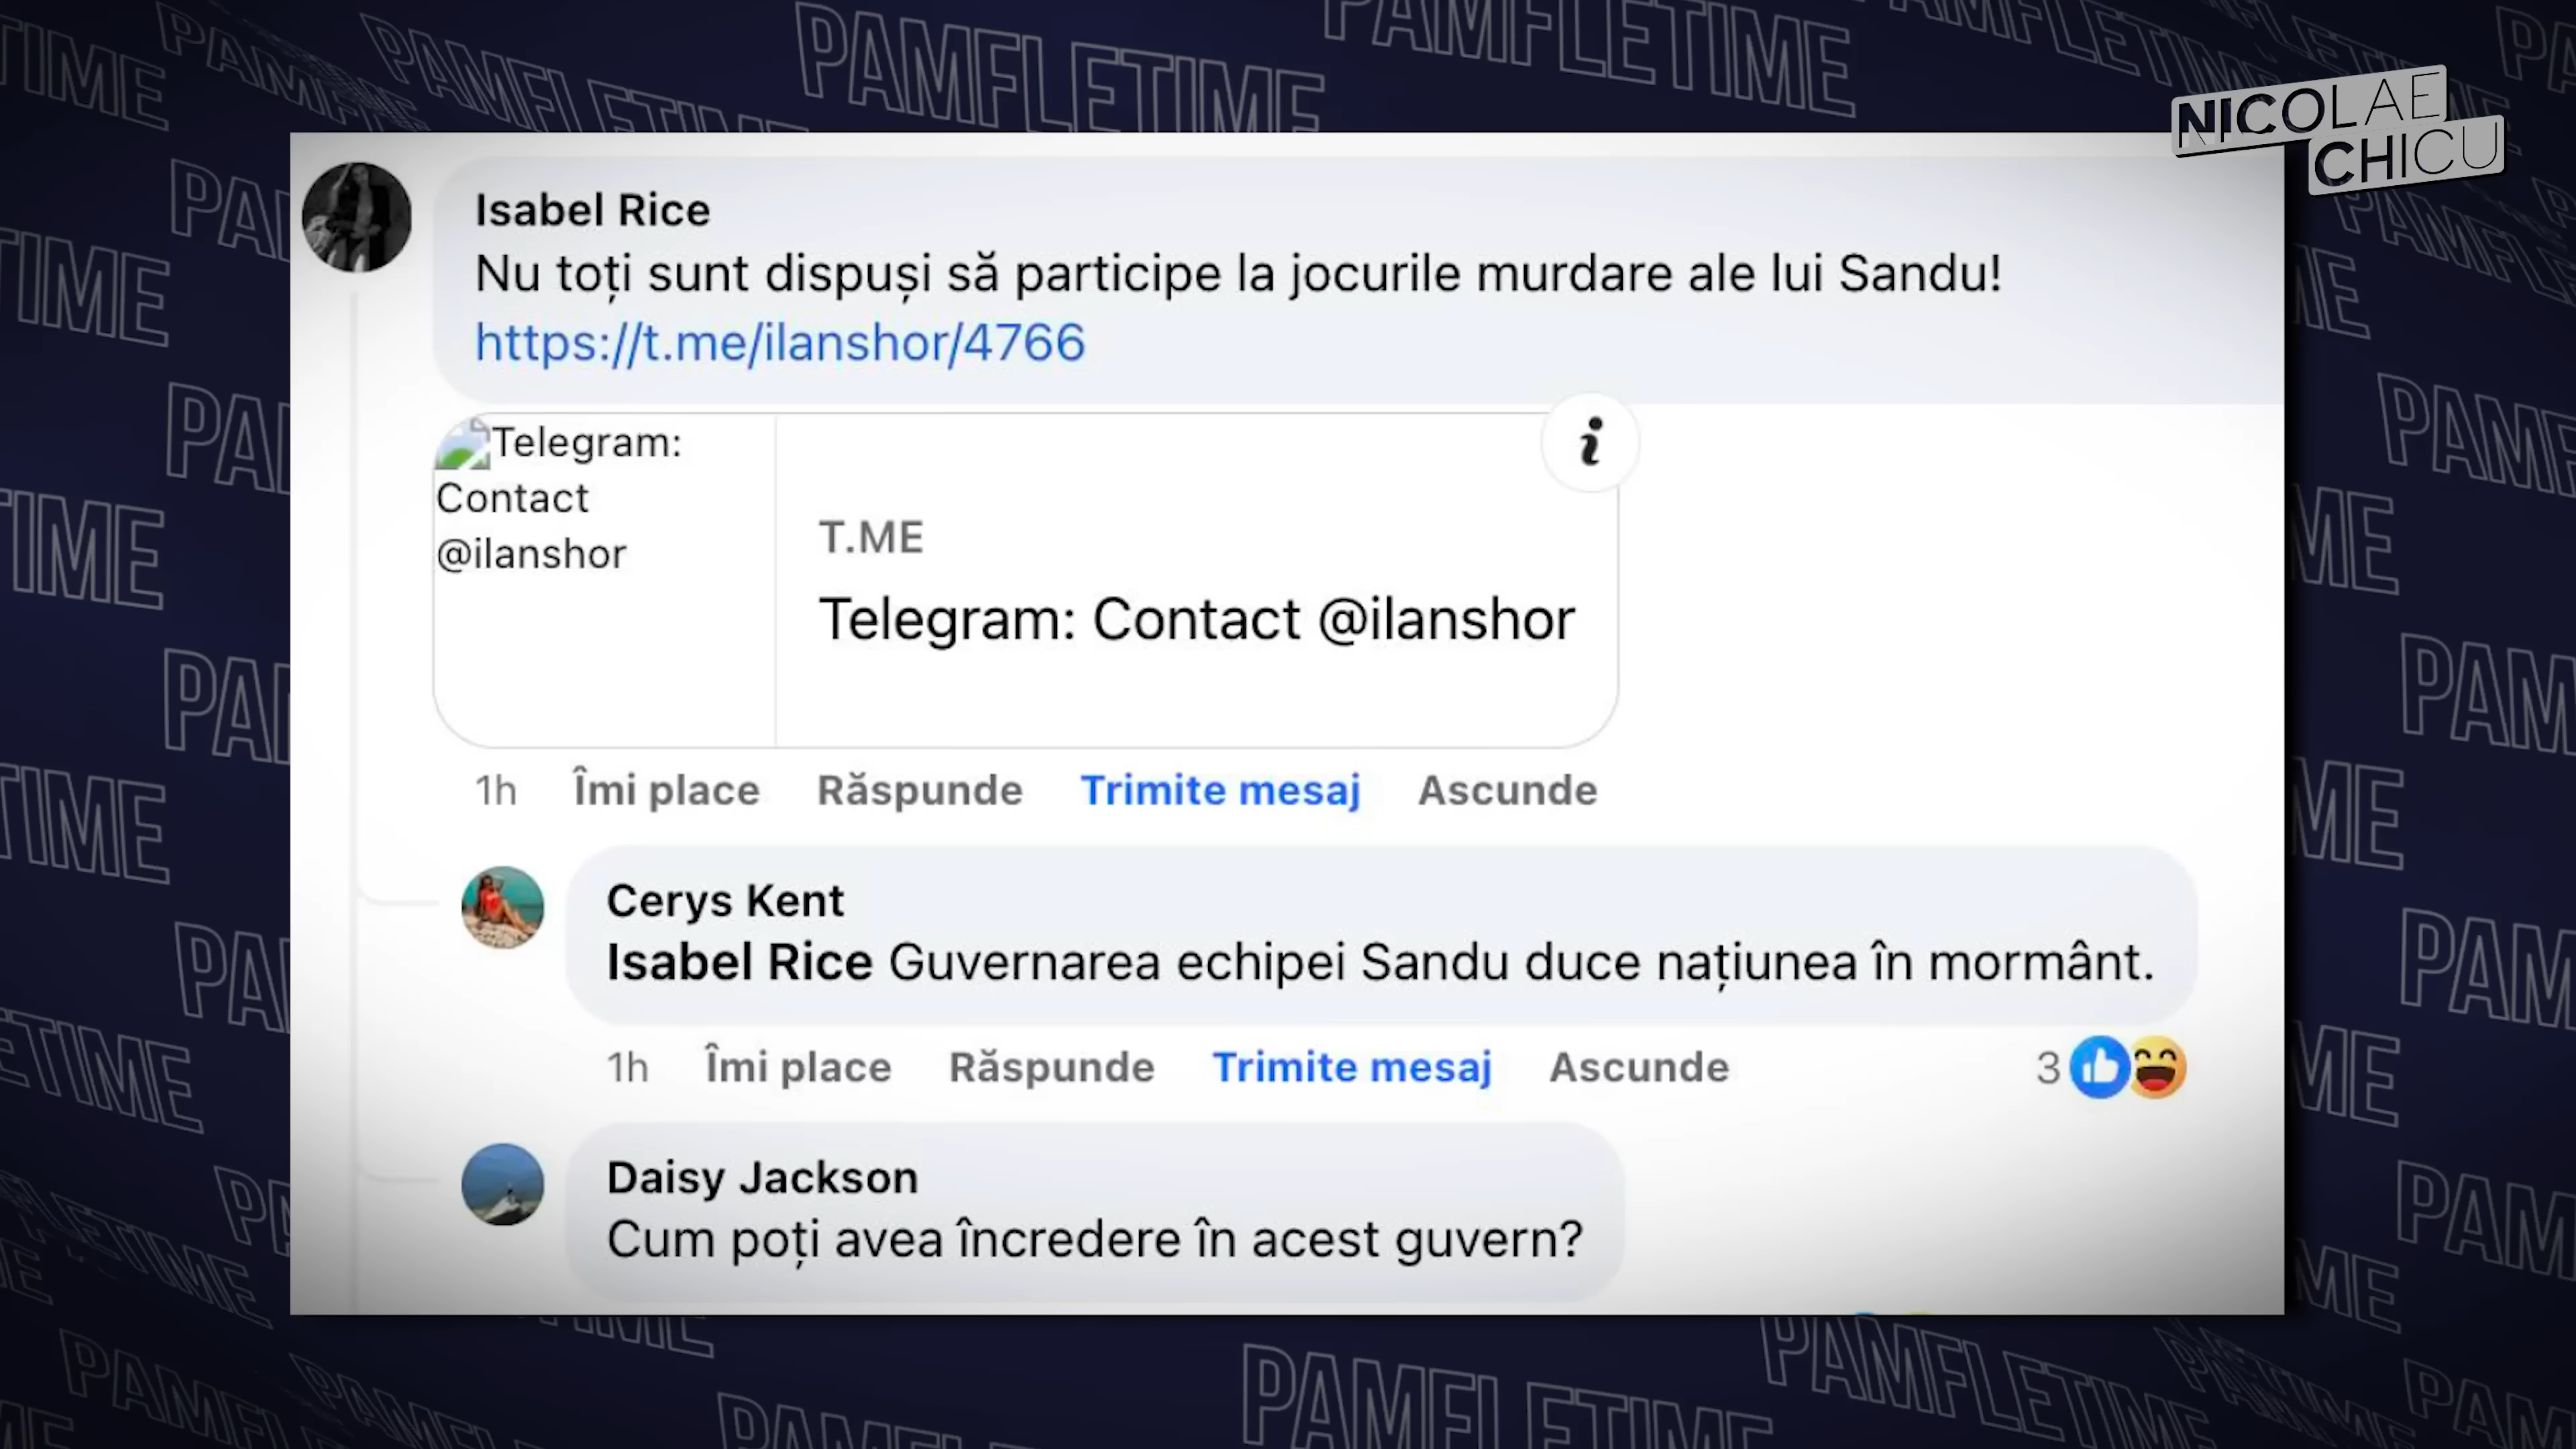 PAMFLETIME
NICOLAE
CHICU
Isabel Rice
Nu toți sunt dispuși să participe la jocurile murdare ale lui Sandu!
https://t.me/ilanshor/4766
Telegram:
Contact
@ilanshor
i
T.ME
Telegram: Contact @ilanshor
1h Îmi place Răspunde Trimite mesaj Ascunde
Cerys Kent
Isabel Rice Guvernarea echipei Sandu duce națiunea în mormânt.
1h Îmi place Răspunde Trimite mesaj Ascunde 3
Daisy Jackson
Cum poți avea încredere în acest guvern?